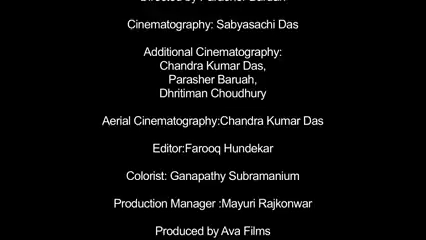 Directed by Parasher Baruah
Cinematography: Sabyasachi Das
Additional Cinematography:
Chandra Kumar Das,
Parasher Baruah,
Dhritiman Choudhury
Aerial Cinematography:Chandra Kumar Das
Editor:Farooq Hundekar
Colorist: Ganapathy Subramanium
Production Manager :Mayuri Rajkonwar
Produced by Ava Films